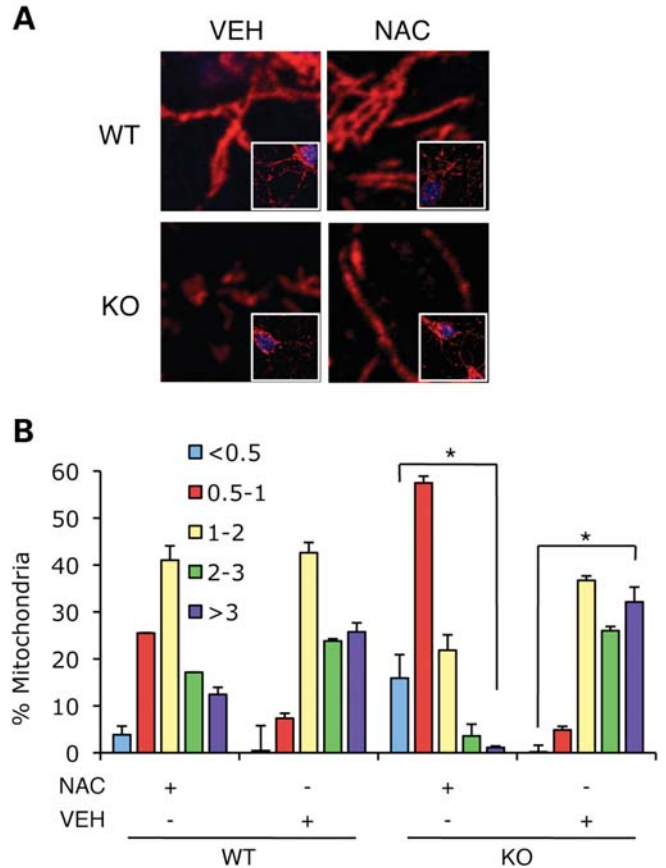 A
VEH NAC
WT
KO
B
<0.5
0.5-1
1-2
2-3
>3
* *
% Mitochondria
60
50
40
30
20
10
0
NAC + - + -
VEH - + - +
WT KO